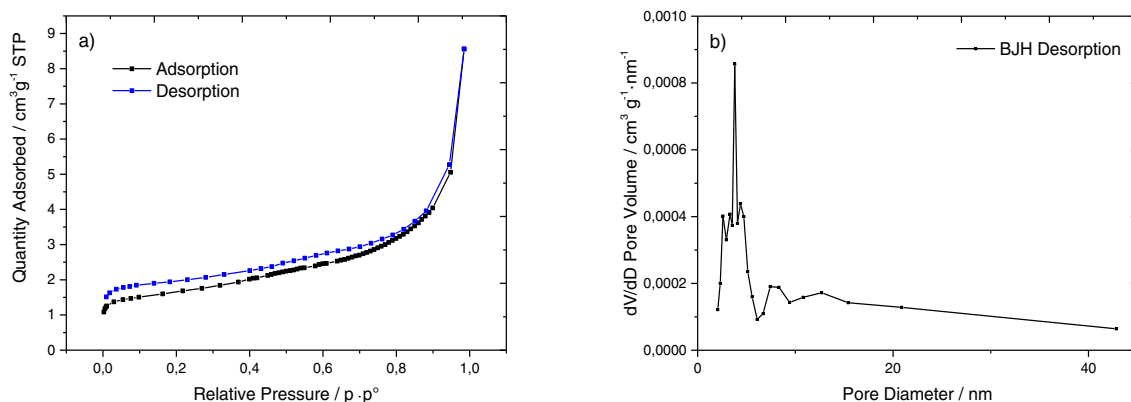 a)
Adsorption
Desorption
Quantity Adsorbed / cm³g⁻¹ STP
9
8
7
6
5
4
3
2
1
0
0,0
0,2
0,4
0,6
0,8
1,0
Relative Pressure / p·p°
b)
BJH Desorption
dV/dD Pore Volume / cm³ g⁻¹·nm⁻¹
0,0010
0,0008
0,0006
0,0004
0,0002
0,0000
0
20
40
Pore Diameter / nm